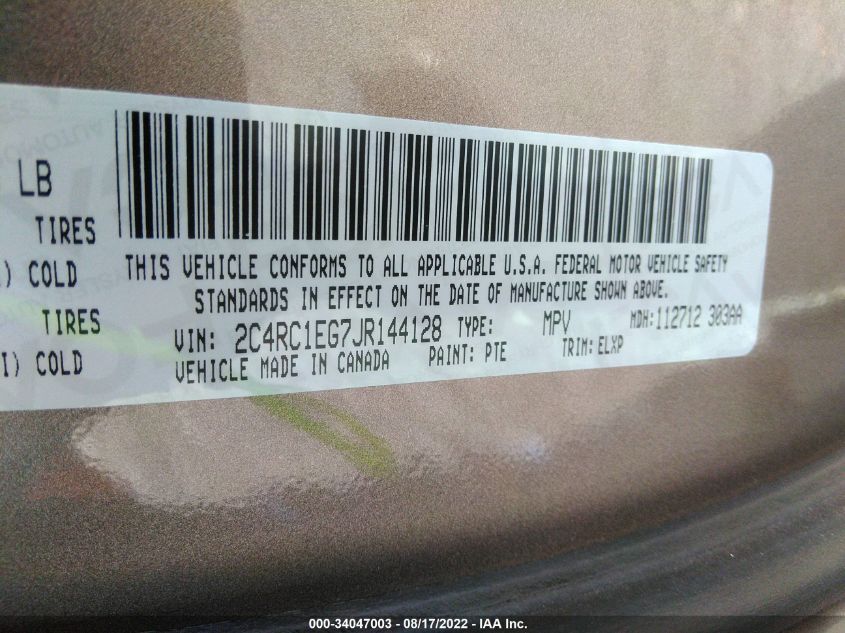 LB
TIRES
) COLD
TIRES
I) COLD
THIS VEHICLE CONFORMS TO ALL APPLICABLE U.S.A. FEDERAL MOTOR VEHICLE SAFETY
STANDARDS IN EFFECT ON THE DATE OF MANUFACTURE SHOWN ABOVE.
VIN: 2C4RC1EG7JR144128 TYPE: MPV MDH:112712 303AA
VEHICLE MADE IN CANADA PAINT: PTE TRIM: ELXP
000-34047003 - 08/17/2022 - IAA Inc.